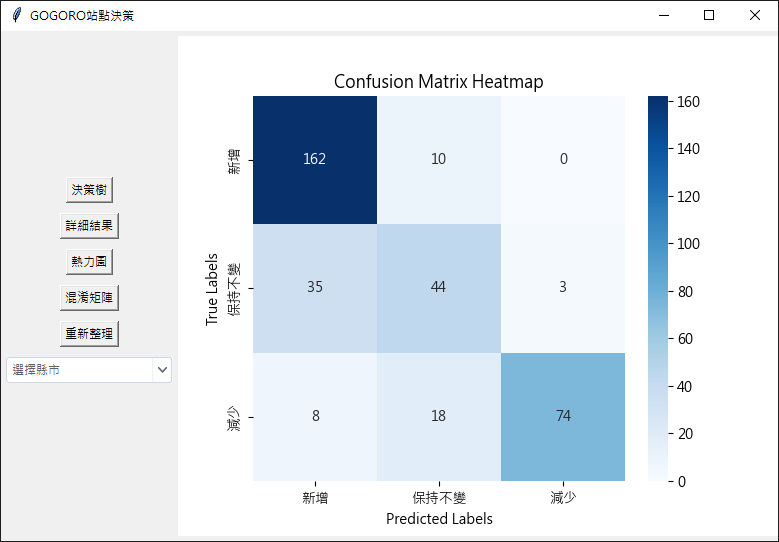 GOGORO站點決策
決策樹
詳細結果
熱力圖
混淆矩陣
重新整理
選擇縣市
Confusion Matrix Heatmap
True Labels
新增
保持不變
減少
162 10 0
35 44 3
8 18 74
新增 保持不變 減少
Predicted Labels
160
140
120
100
80
60
40
20
0